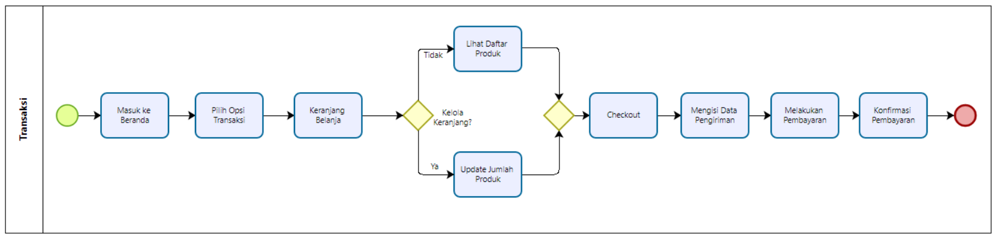 Transaksi
Masuk ke
Beranda
Pilih Opsi
Transaksi
Keranjang
Belanja
Kelola
Keranjang?
Tidak
Lihat Daftar
Produk
Ya
Update Jumlah
Produk
Checkout
Mengisi Data
Pengiriman
Melakukan
Pembayaran
Konfirmasi
Pembayaran